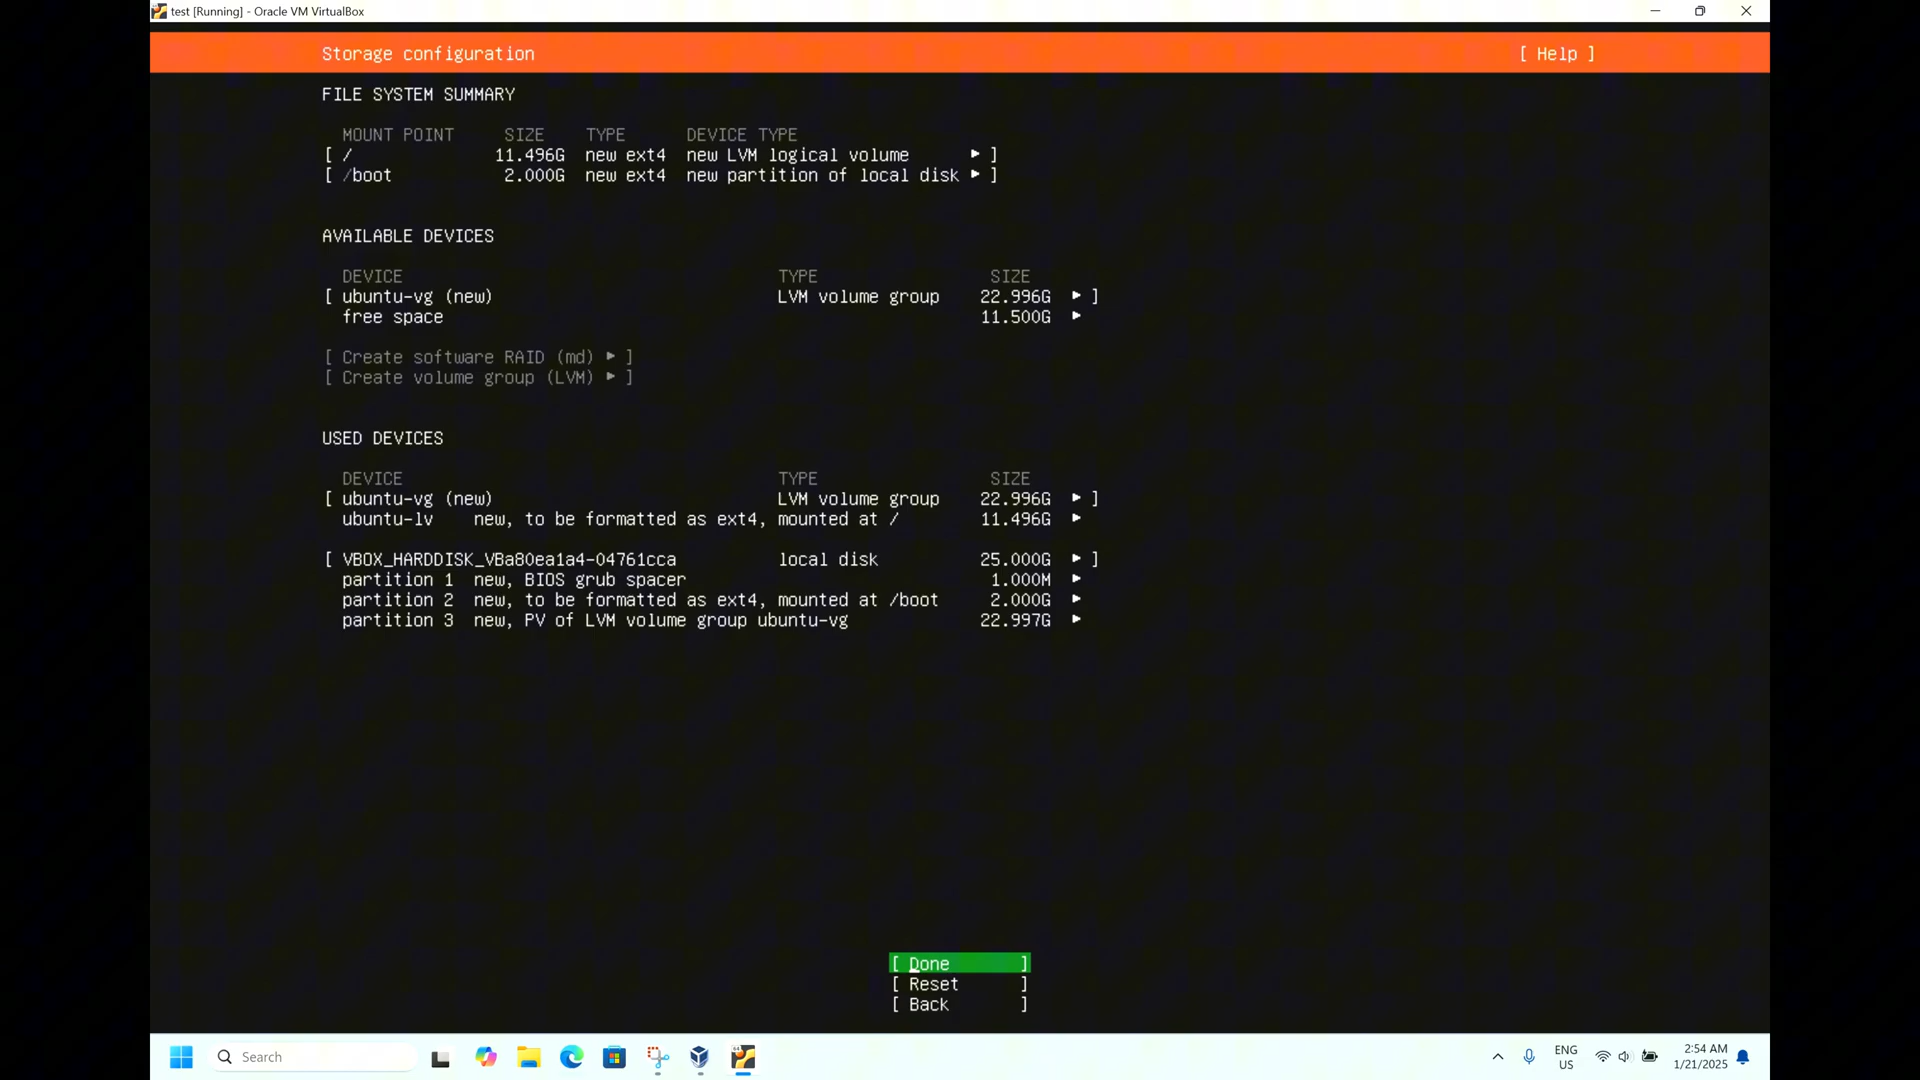 test [Running] - Oracle VM VirtualBox
Storage configuration [ Help ]
FILE SYSTEM SUMMARY
MOUNT POINT SIZE TYPE DEVICE TYPE
[ / 11.496G new ext4 new LVM logical volume ▸ ]
[ /boot 2.000G new ext4 new partition of local disk ▸ ]
AVAILABLE DEVICES
DEVICE TYPE SIZE
[ ubuntu-vg (new) LVM volume group 22.996G ▸ ]
free space 11.500G ▸
[ Create software RAID (md) ▸ ]
[ Create volume group (LVM) ▸ ]
USED DEVICES
DEVICE TYPE SIZE
[ ubuntu-vg (new) LVM volume group 22.996G ▸ ]
ubuntu-lv new, to be formatted as ext4, mounted at / 11.496G ▸
[ VBOX_HARDDISK_VBa80ea1a4-04761cca local disk 25.000G ▸ ]
partition 1 new, BIOS grub spacer 1.000M ▸
partition 2 new, to be formatted as ext4, mounted at /boot 2.000G ▸
partition 3 new, PV of LVM volume group ubuntu-vg 22.997G ▸
[ Done ]
[ Reset ]
[ Back ]
Search
ENG
US
2:54 AM
1/21/2025